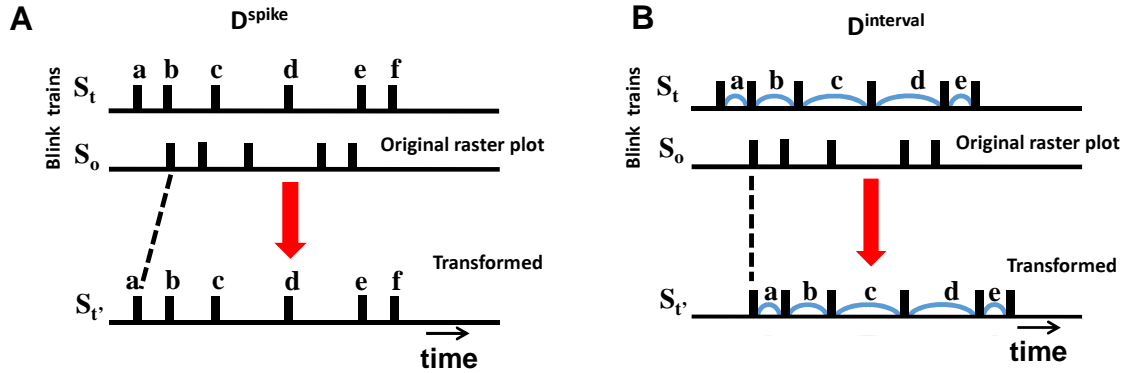 A
D^spike
Blink trains
S_t
a b c d e f
S_o
Original raster plot
Transformed
S_t’
a b c d e f
time
B
D^interval
Blink trains
S_t
a b c d e
S_o
Original raster plot
Transformed
S_t’
a b c d e
time